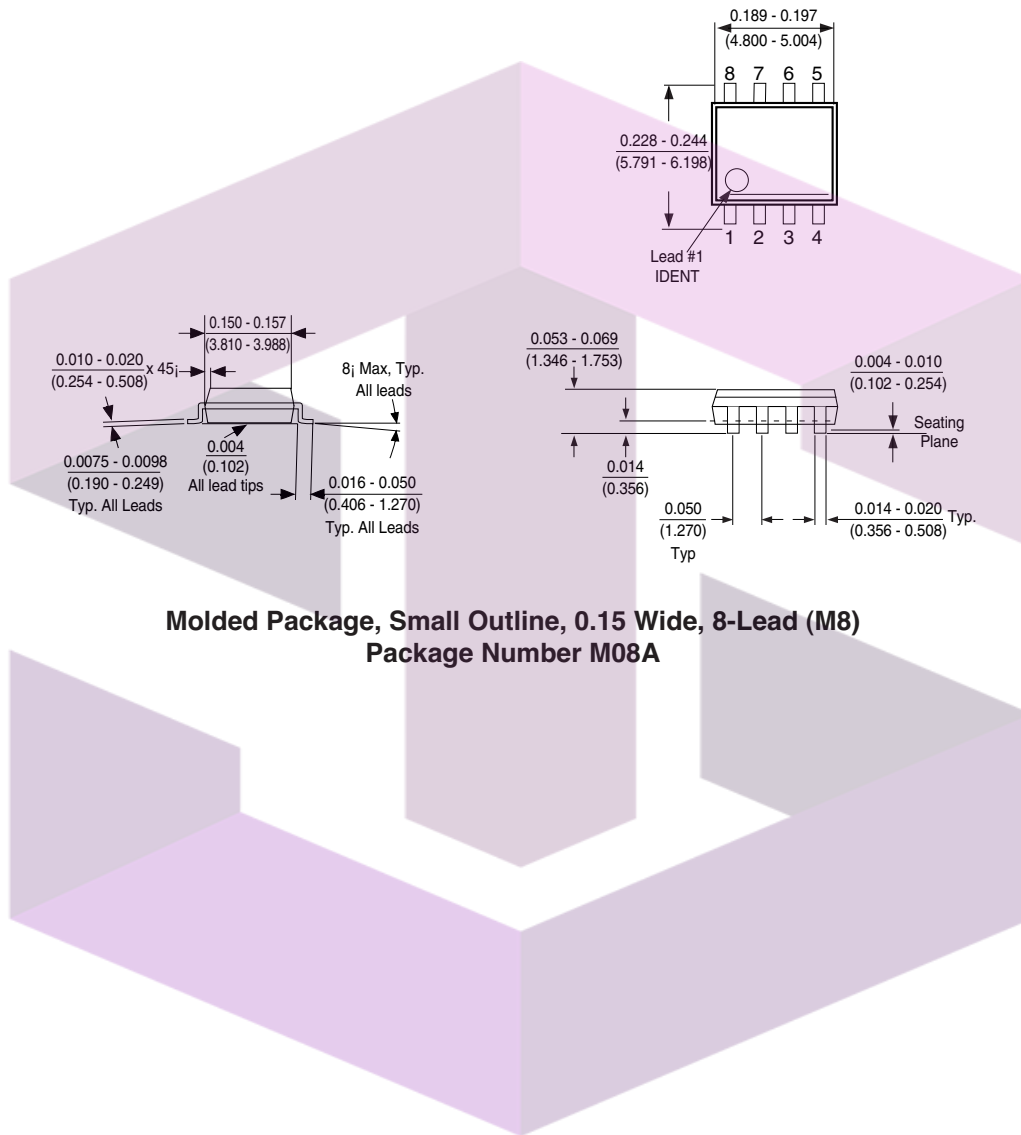 0.189 - 0.197
(4.800 - 5.004)
8 7 6 5
0.228 - 0.244
(5.791 - 6.198)
1 2 3 4
Lead #1
IDENT
0.150 - 0.157
(3.810 - 3.988)
0.010 - 0.020 x 45¡
(0.254 - 0.508)
8¡ Max, Typ.
All leads
0.0075 - 0.0098
(0.190 - 0.249)
Typ. All Leads
0.004
(0.102)
All lead tips
0.016 - 0.050
(0.406 - 1.270)
Typ. All Leads
0.053 - 0.069
(1.346 - 1.753)
0.004 - 0.010
(0.102 - 0.254)
Seating
Plane
0.014
(0.356)
0.050
(1.270)
Typ
0.014 - 0.020 Typ.
(0.356 - 0.508)
Molded Package, Small Outline, 0.15 Wide, 8-Lead (M8)
Package Number M08A